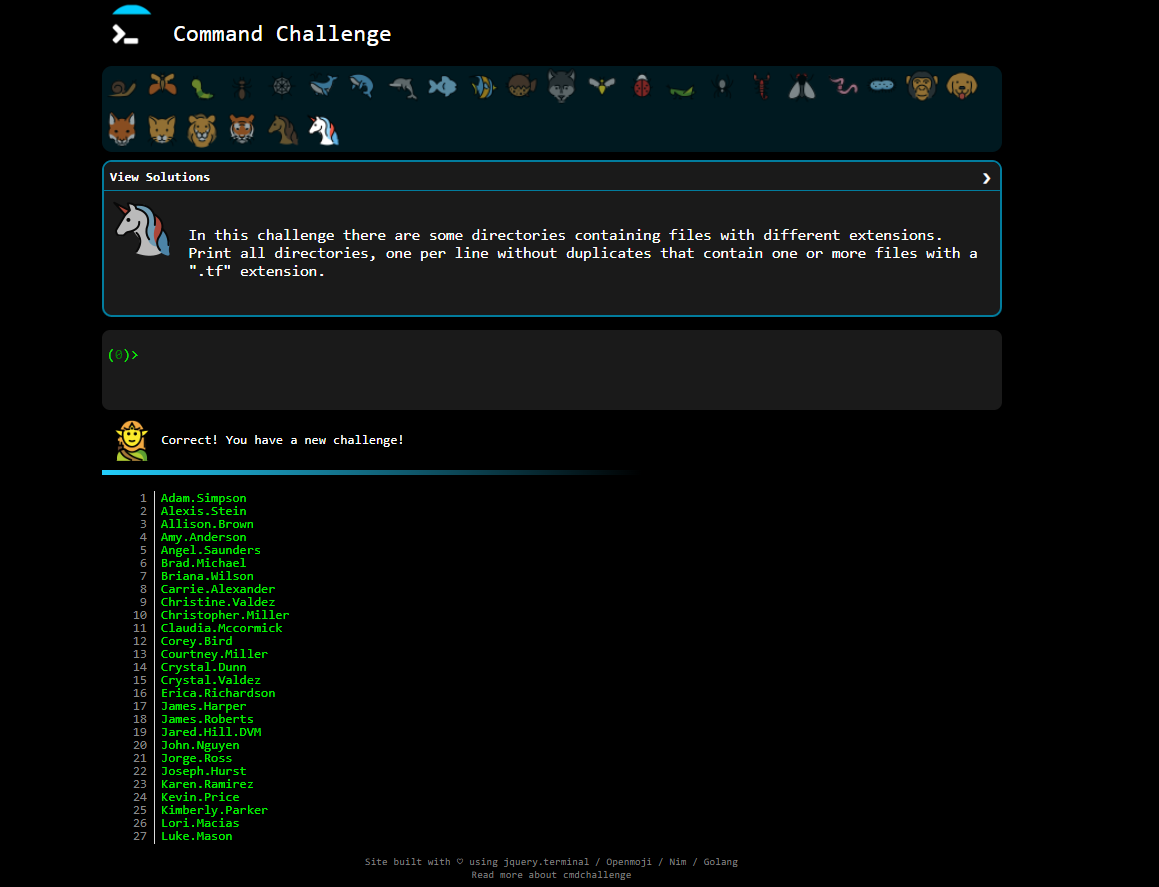 Command Challenge
View Solutions
In this challenge there are some directories containing files with different extensions.
Print all directories, one per line without duplicates that contain one or more files with a
".tf" extension.
(0)>
Correct! You have a new challenge!
1 Adam.Simpson
2 Alexis.Stein
3 Allison.Brown
4 Amy.Anderson
5 Angel.Saunders
6 Brad.Michael
7 Briana.Wilson
8 Carrie.Alexander
9 Christine.Valdez
10 Christopher.Miller
11 Claudia.Mccormick
12 Corey.Bird
13 Courtney.Miller
14 Crystal.Dunn
15 Crystal.Valdez
16 Erica.Richardson
17 James.Harper
18 James.Roberts
19 Jared.Hill.DVM
20 John.Nguyen
21 Jorge.Ross
22 Joseph.Hurst
23 Karen.Ramirez
24 Kevin.Price
25 Kimberly.Parker
26 Lori.Macias
27 Luke.Mason
Site built with ♡ using jquery.terminal / Openmoji / Nim / Golang
Read more about cmdchallenge